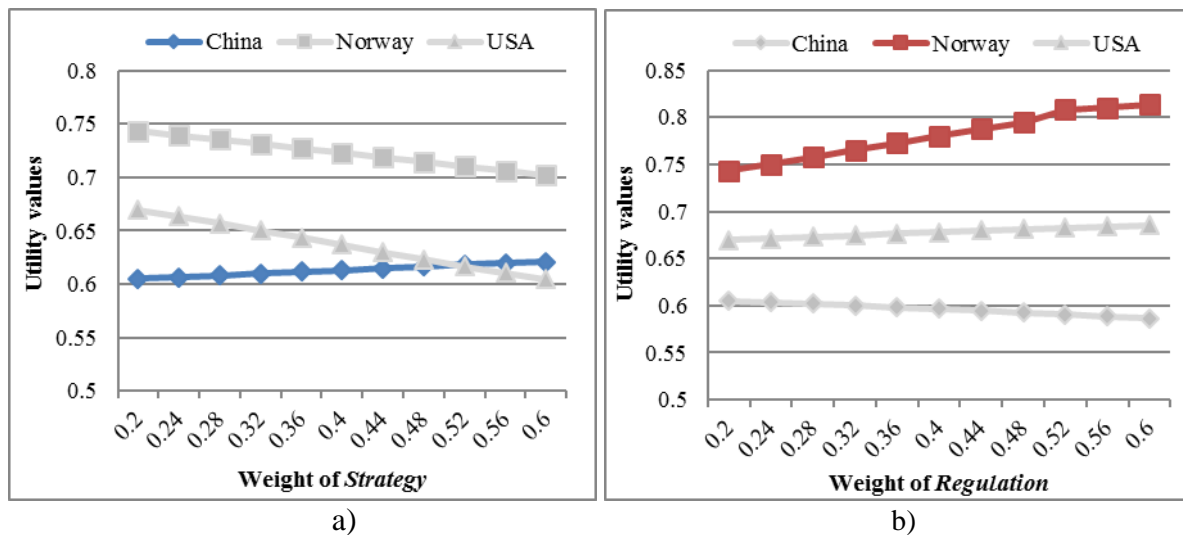 China Norway USA
0.8
0.75
0.7
0.65
0.6
0.55
0.5
Utility values
0.2 0.24 0.28 0.32 0.36 0.4 0.44 0.48 0.52 0.56 0.6
Weight of Strategy
a)
China Norway USA
0.85
0.8
0.75
0.7
0.65
0.6
0.55
0.5
Utility values
0.2 0.24 0.28 0.32 0.36 0.4 0.44 0.48 0.52 0.56 0.6
Weight of Regulation
b)